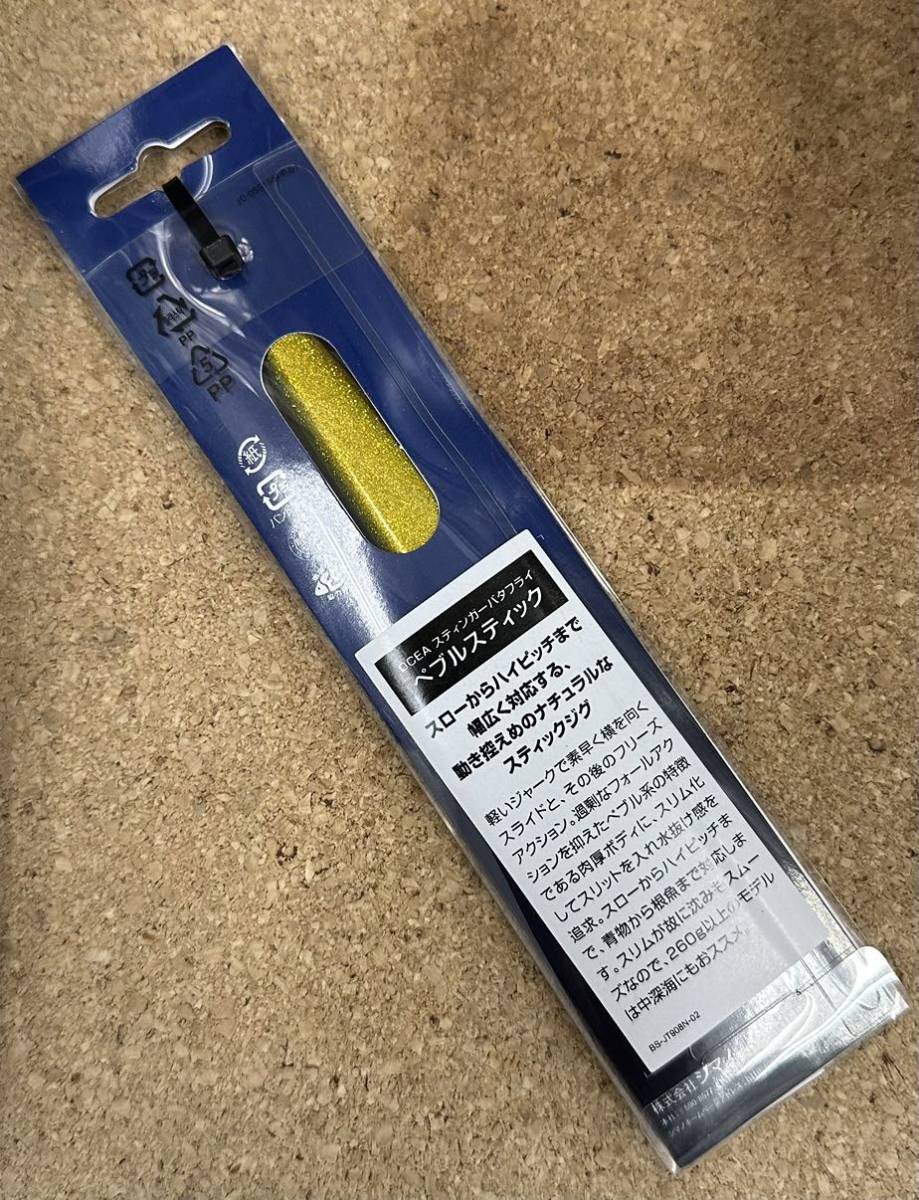 プラ
PP
5
PP
紙
プラ
OCEA スティンガーバタフライ
ペブルスティック
スローからハイピッチまで
幅広く対応する、
動き控えめのナチュラルな
スティックジグ
軽いジャークで素早く横を向く
スライドと、その後のフリーズ
アクション。過剰なフォールアク
ションを抑えたペブル系の特徴
である肉厚ボディに、スリム化
してスリットを入れ水抜け感を
追求。スローからハイピッチま
で、青物から根魚まで対応しま
す。スリムが故に沈みもスムー
ズなので、260g以上のモデル
は中深海にもおススメ。
BS-JT908N-02
株式会社シマノ